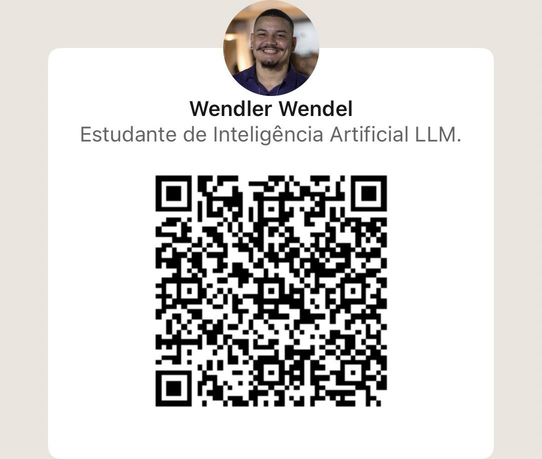 Wendler Wendel
Estudante de Inteligência Artificial LLM.